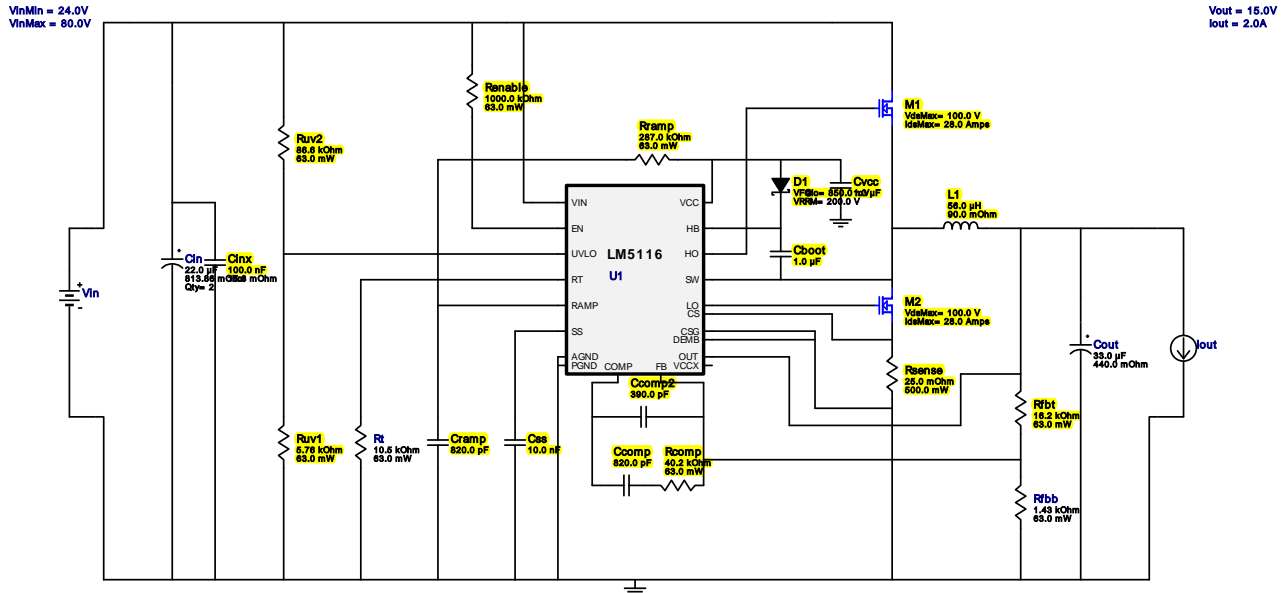 VinMin = 24.0V
VinMax = 80.0V
Vout = 15.0V
Iout = 2.0A
Renable
1000.0 kOhm
63.0 mW
M1
VdsMax= 100.0 V
IdsMax= 28.0 Amps
Rramp
287.0 kOhm
63.0 mW
Ruv2
86.6 kOhm
63.0 mW
D1
VRRM= 200.0 V
Cvcc
L1
56.0 µH
90.0 mOhm
VIN
EN
UVLO
RT
RAMP
SS
AGND
PGND
COMP
FB
VCC
HB
HO
SW
LO
CS
CSG
DEMB
OUT
VCCX
LM5116
U1
Cboot
1.0 µF
Cin
22.0 µF
Qty= 2
Cinx
100.0 nF
Vin
M2
VdsMax= 100.0 V
IdsMax= 28.0 Amps
Cout
33.0 µF
440.0 mOhm
Iout
Rsense
25.0 mOhm
500.0 mW
Ccomp2
390.0 pF
Rfbt
16.2 kOhm
63.0 mW
Ruv1
5.76 kOhm
63.0 mW
Rt
10.5 kOhm
63.0 mW
Cramp
820.0 pF
Css
10.0 nF
Ccomp
820.0 pF
Rcomp
40.2 kOhm
63.0 mW
Rfbb
1.43 kOhm
63.0 mW